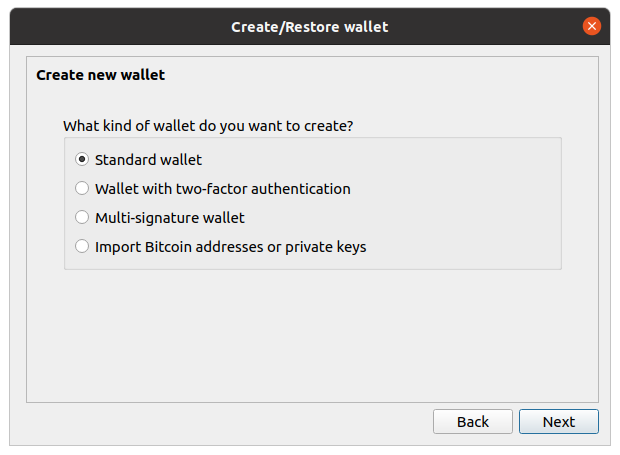 Create/Restore wallet
Create new wallet
What kind of wallet do you want to create?
Standard wallet
Wallet with two-factor authentication
Multi-signature wallet
Import Bitcoin addresses or private keys
Back
Next